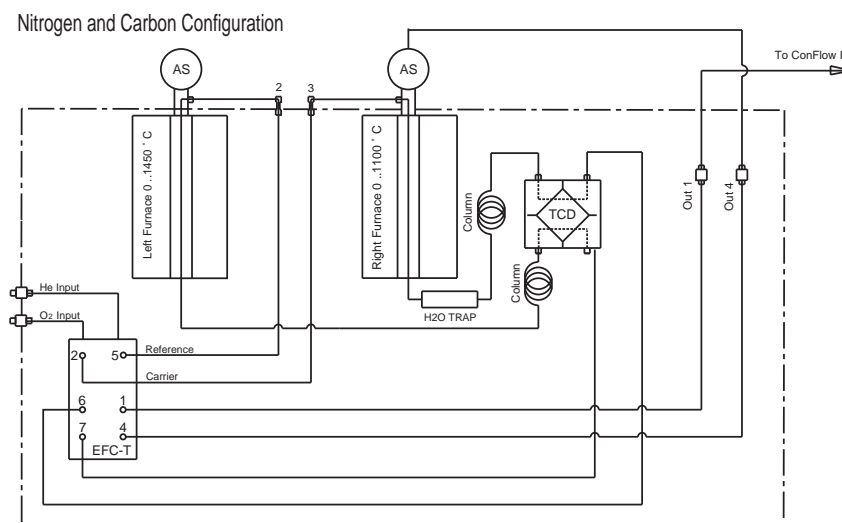 Nitrogen and Carbon Configuration
To ConFlow I
AS
AS
2
3
Left Furnace 0 ..1450 ° C
Right Furnace 0 ..1100 ° C
Column
TCD
Out 1
Out 4
Column
He Input
H2O TRAP
O2 Input
Reference
2
5
Carrier
6
1
7
4
EFC-T